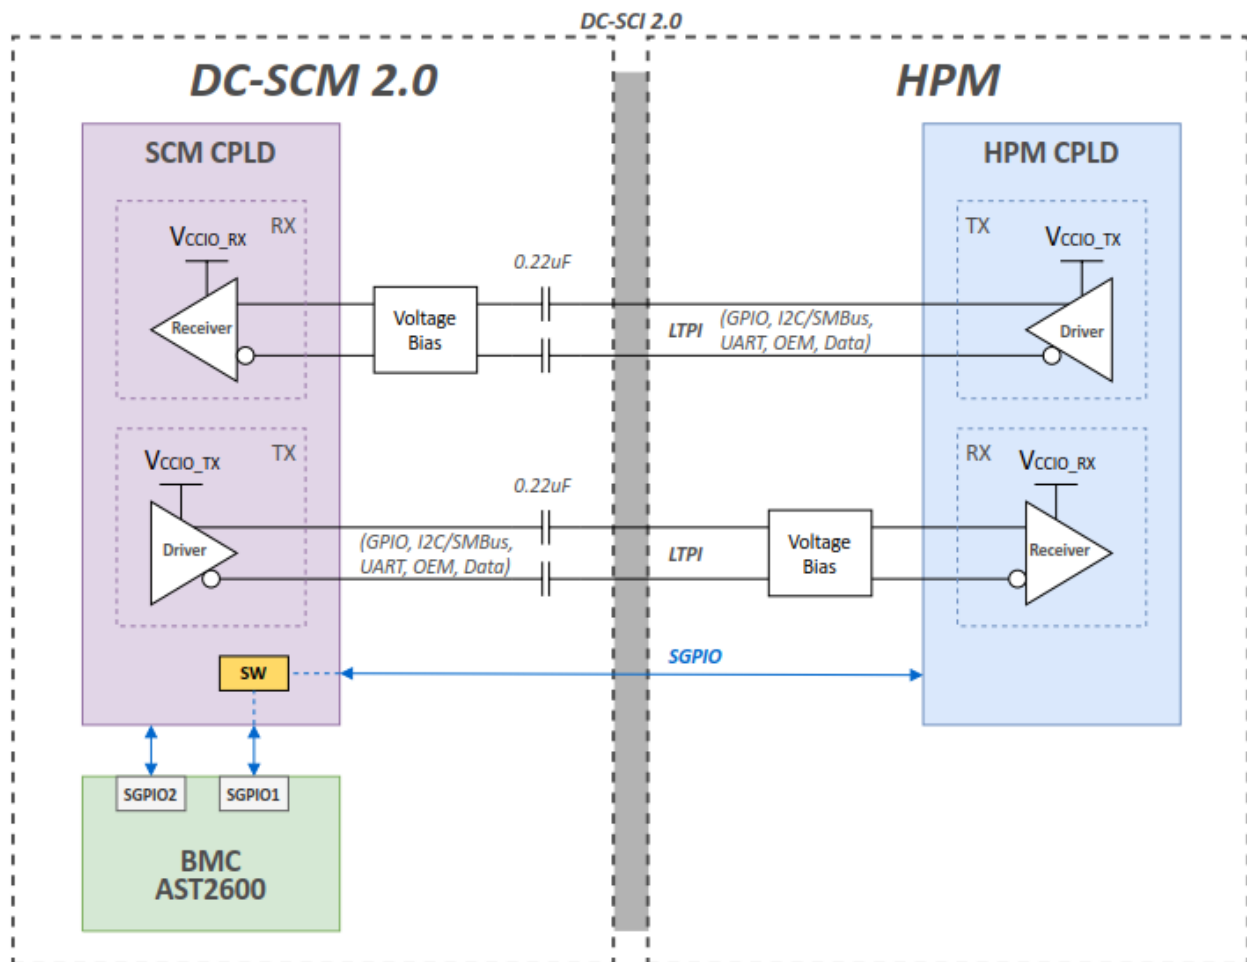 DC-SCI 2.0
DC-SCM 2.0
HPM
SCM CPLD
HPM CPLD
RX
VCCIO_RX
Receiver
Voltage
Bias
0.22uF
LTPI
(GPIO, I2C/SMBus,
UART, OEM, Data)
TX
VCCIO_TX
Driver
TX
VCCIO_TX
Driver
(GPIO, I2C/SMBus,
UART, OEM, Data)
0.22uF
LTPI
Voltage
Bias
RX
VCCIO_RX
Receiver
SW
SGPIO
SGPIO2
SGPIO1
BMC
AST2600